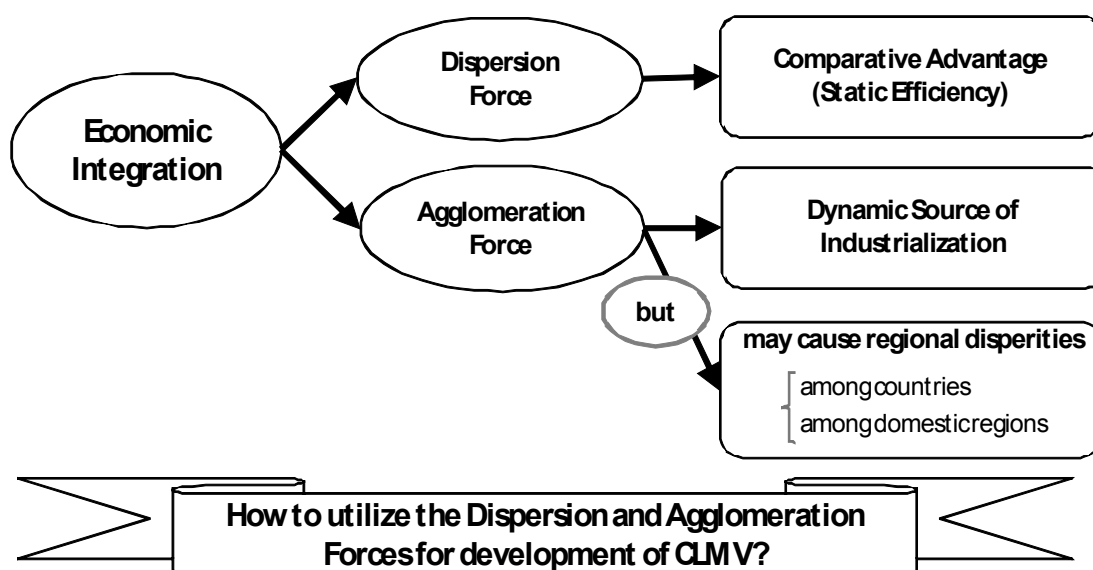 Economic
Integration
Dispersion
Force
Comparative Advantage
(Static Efficiency)
Agglomeration
Force
Dynamic Source of
Industrialization
but
may cause regional disperities
among countries
among domestic regions
How to utilize the Dispersion and Agglomeration
Forces for development of CLMV?